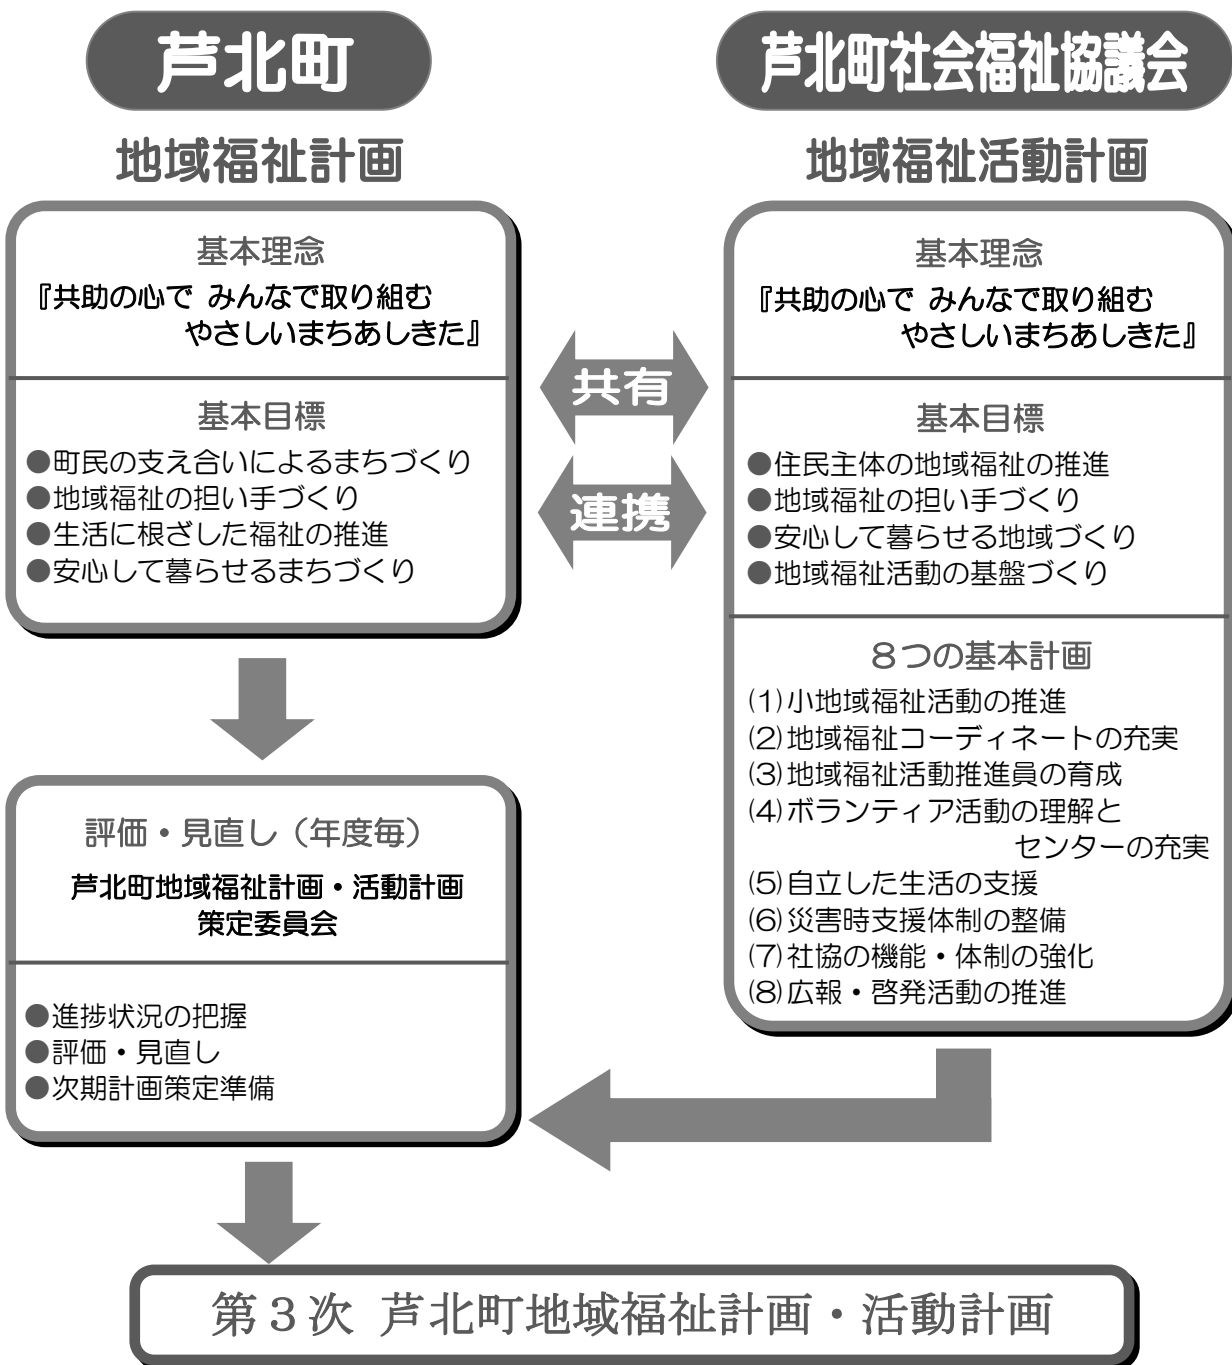 芦北町
地域福祉計画
基本理念
『共助の心で みんなで取り組む
やさしいまちあしきた』
基本目標
●町民の支え合いによるまちづくり
●地域福祉の担い手づくり
●生活に根ざした福祉の推進
●安心して暮らせるまちづくり
共有
連携
芦北町社会福祉協議会
地域福祉活動計画
基本理念
『共助の心で みんなで取り組む
やさしいまちあしきた』
基本目標
●住民主体の地域福祉の推進
●地域福祉の担い手づくり
●安心して暮らせる地域づくり
●地域福祉活動の基盤づくり
8つの基本計画
(1)小地域福祉活動の推進
(2)地域福祉コーディネートの充実
(3)地域福祉活動推進員の育成
(4)ボランティア活動の理解と
センターの充実
(5)自立した生活の支援
(6)災害時支援体制の整備
(7)社協の機能・体制の強化
(8)広報・啓発活動の推進
評価・見直し（年度毎）
芦北町地域福祉計画・活動計画
策定委員会
●進捗状況の把握
●評価・見直し
●次期計画策定準備
第３次 芦北町地域福祉計画・活動計画